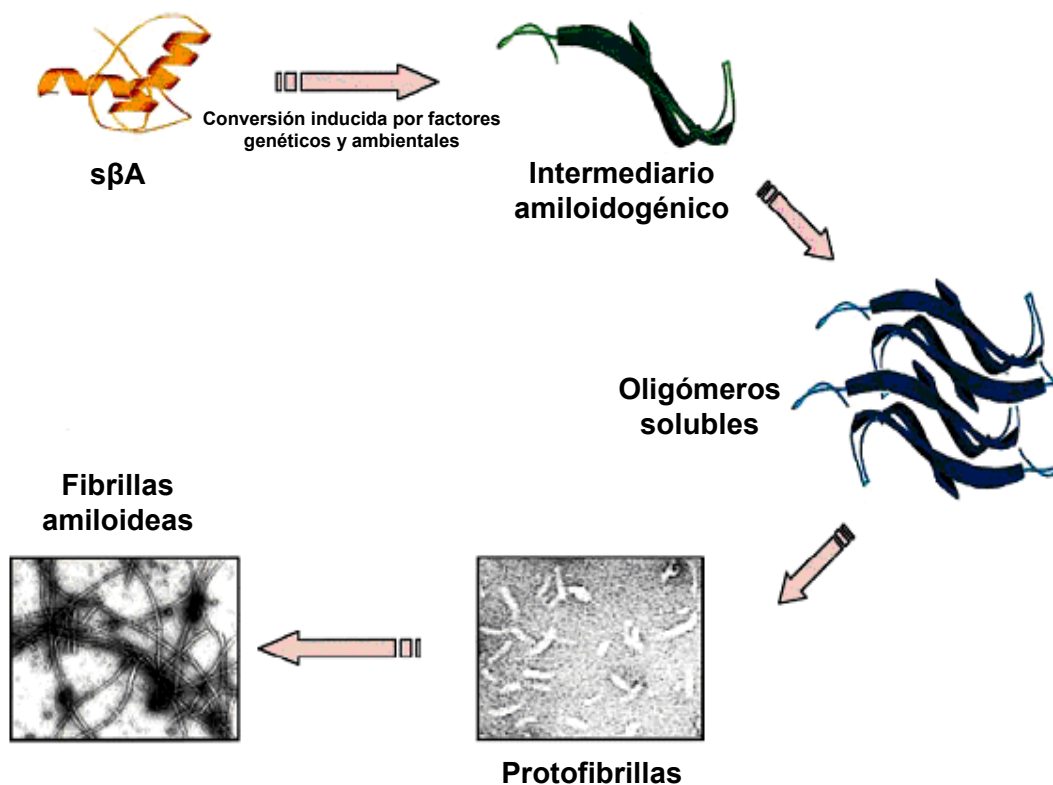 sβA
Conversión inducida por factores
genéticos y ambientales
Intermediario
amiloidogénico
Oligómeros
solubles
Protofibrillas
Fibrillas
amiloideas